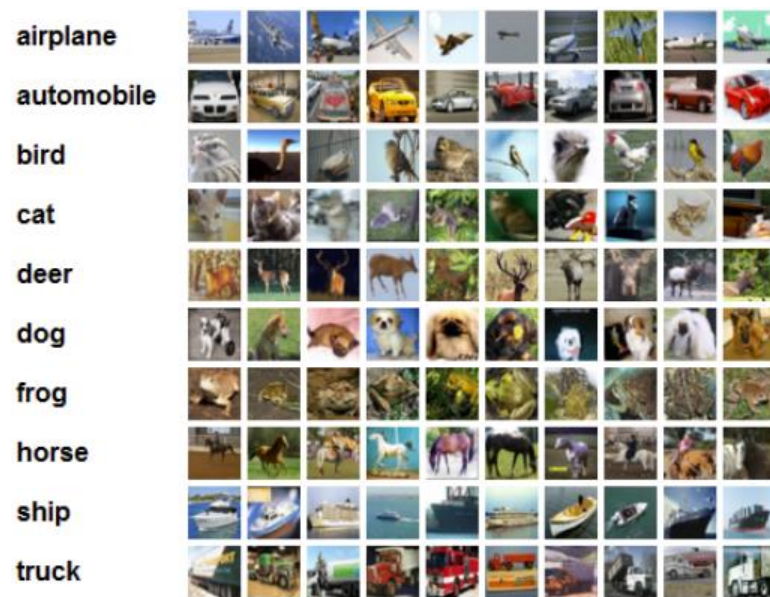 airplane
automobile
bird
cat
deer
dog
frog
horse
ship
truck